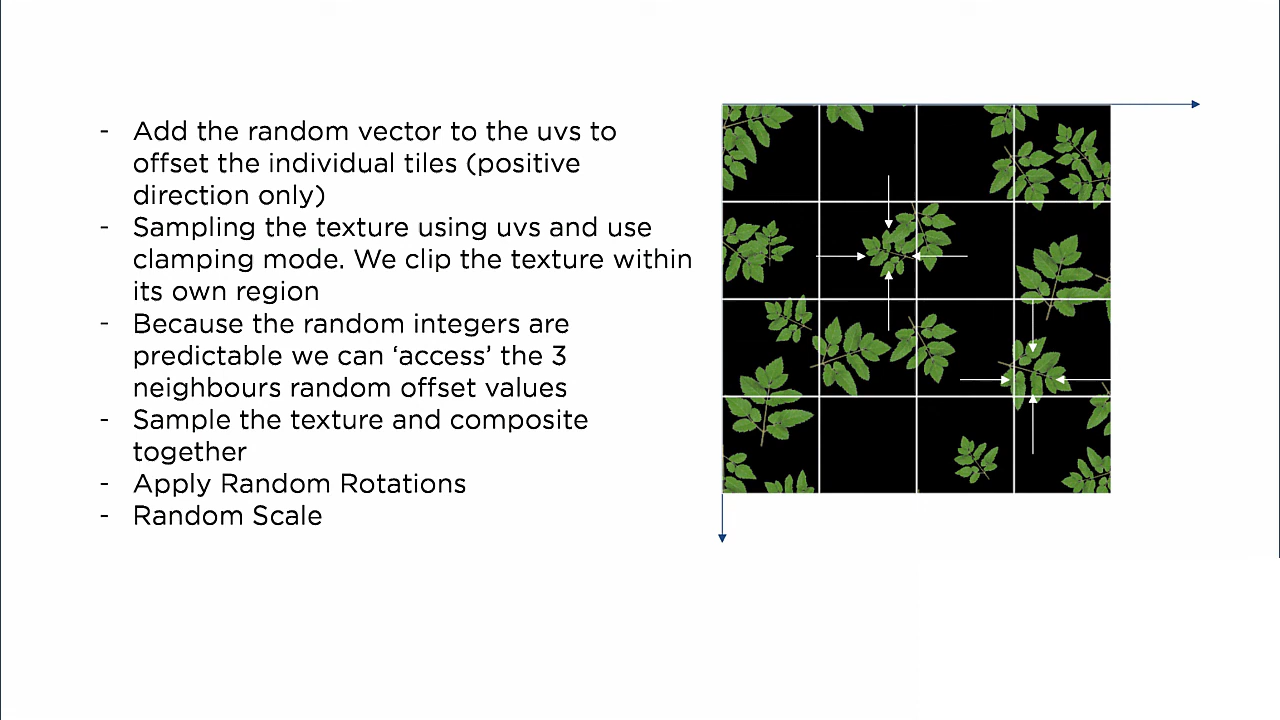 - Add the random vector to the uvs to
offset the individual tiles (positive
direction only)
- Sampling the texture using uvs and use
clamping mode. We clip the texture within
its own region
- Because the random integers are
predictable we can ‘access’ the 3
neighbours random offset values
- Sample the texture and composite
together
- Apply Random Rotations
- Random Scale